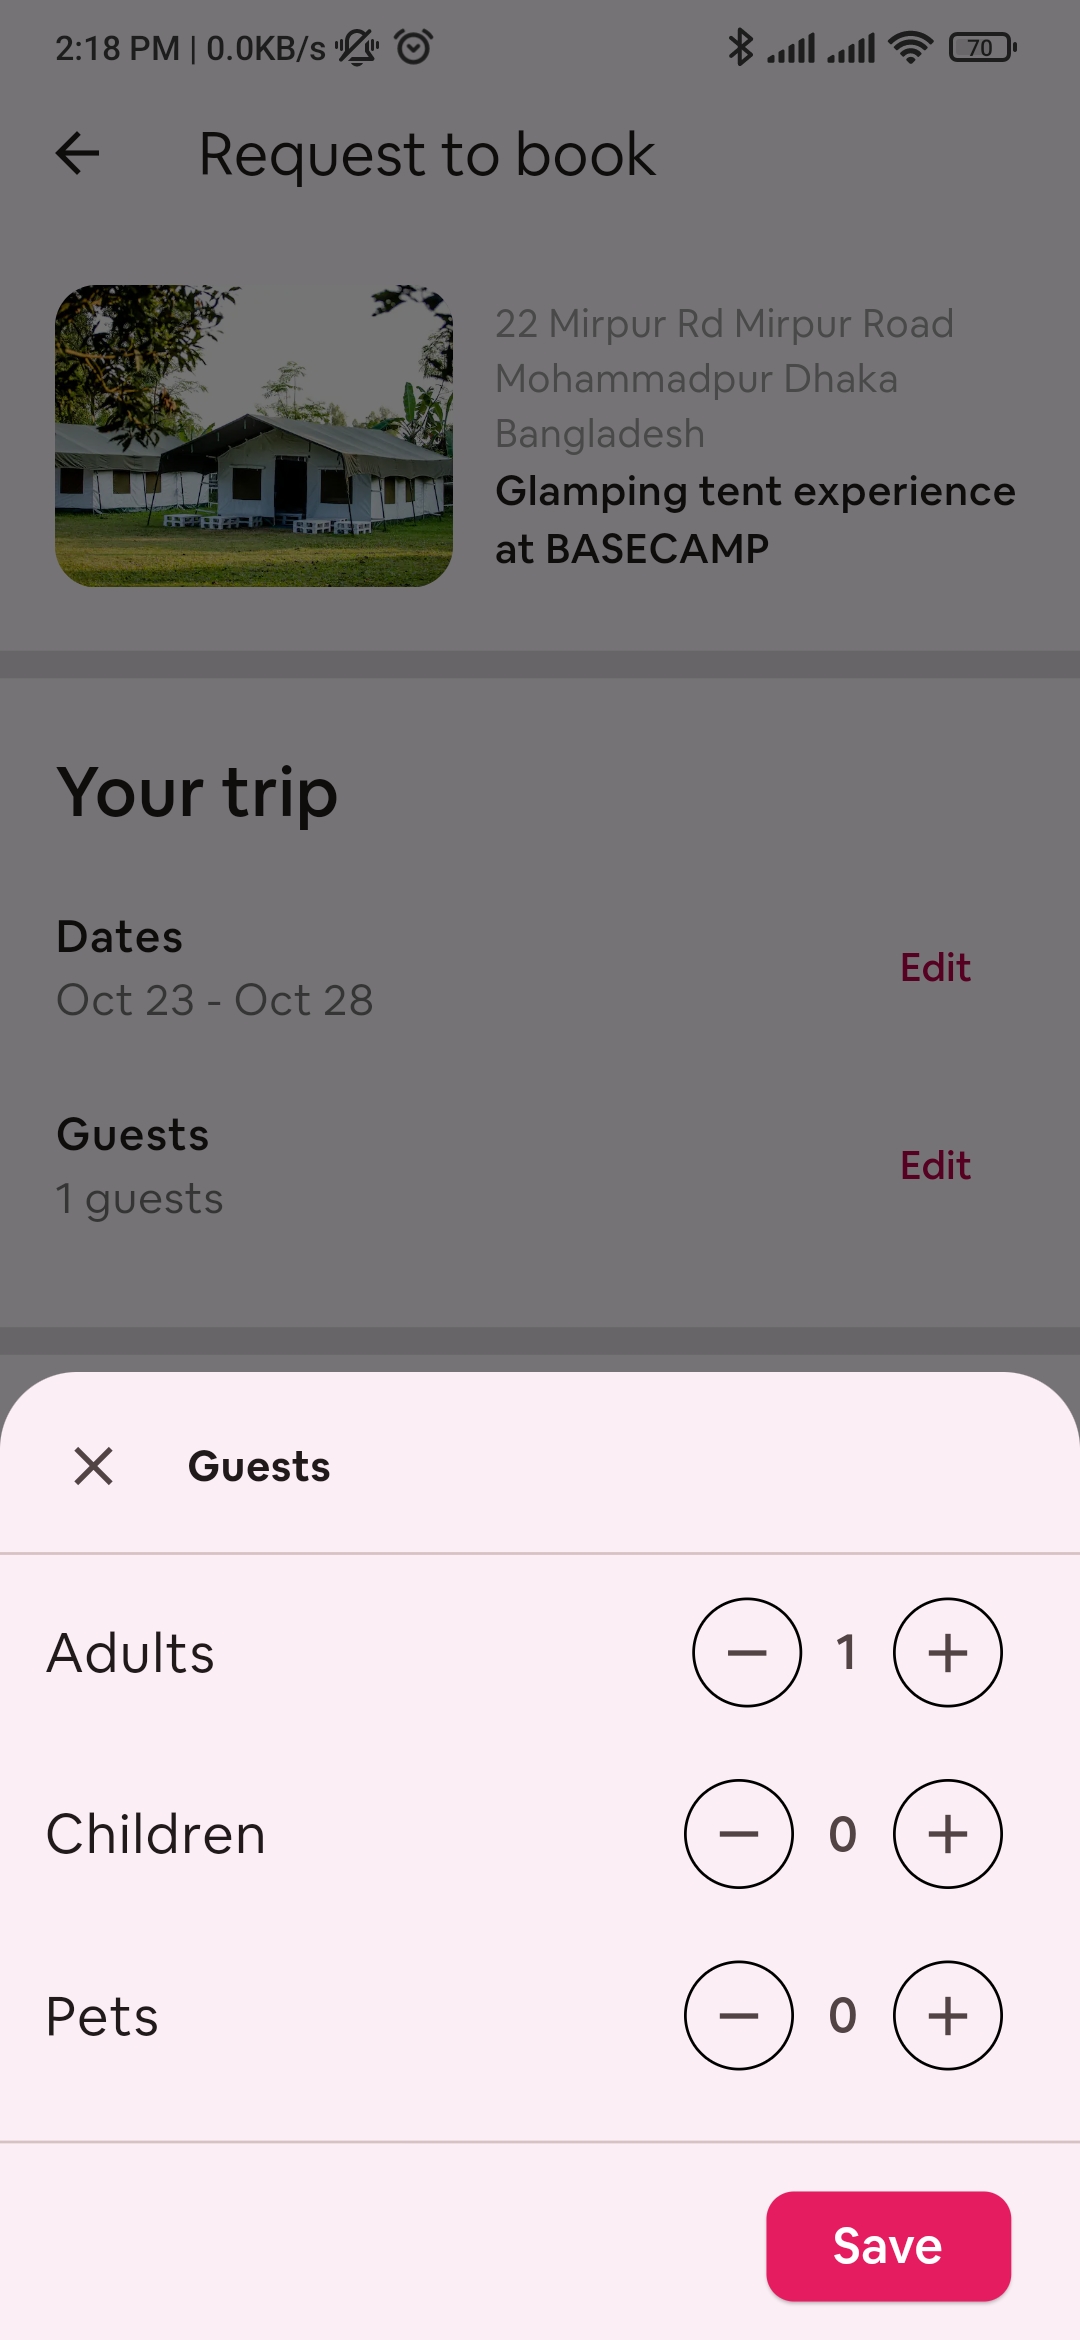 2:18 PM | 0.0KB/s
70
Request to book
22 Mirpur Rd Mirpur Road
Mohammadpur Dhaka
Bangladesh
Glamping tent experience
at BASECAMP
Your trip
Dates
Edit
Oct 23 - Oct 28
Guests
Edit
1 guests
Guests
Adults
1
Children
0
Pets
0
Save